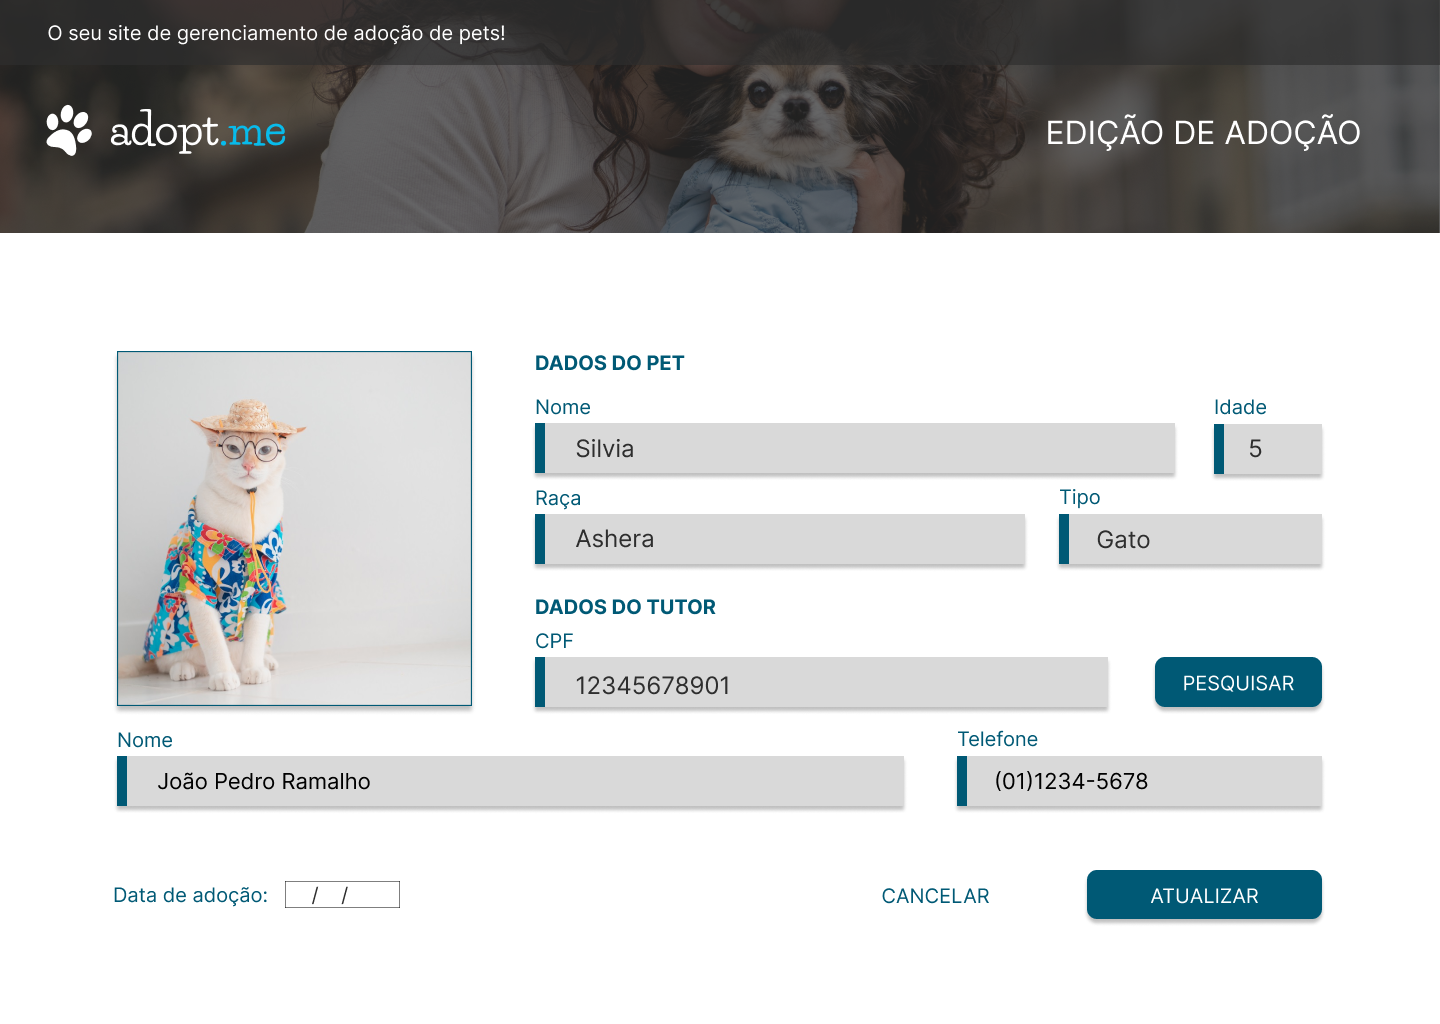 O seu site de gerenciamento de adoção de pets!
adopt.me
EDIÇÃO DE ADOÇÃO
DADOS DO PET
Nome
Idade
Silvia
5
Raça
Tipo
Ashera
Gato
DADOS DO TUTOR
CPF
12345678901
PESQUISAR
Nome
Telefone
João Pedro Ramalho
(01)1234-5678
Data de adoção:
/ /
CANCELAR
ATUALIZAR